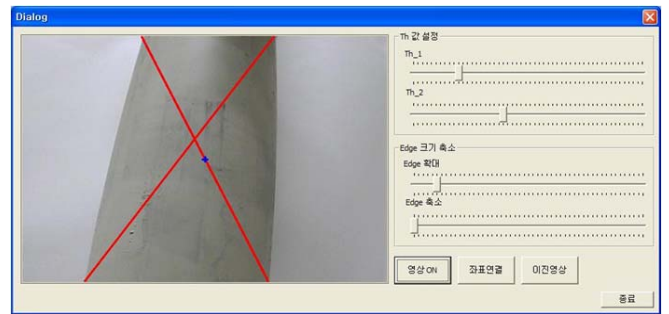 Dialog
Th 값 설정
Th_1
Th_2
Edge 크기 축소
Edge 확대
Edge 축소
영상 ON 좌표연결 이진영상
종료